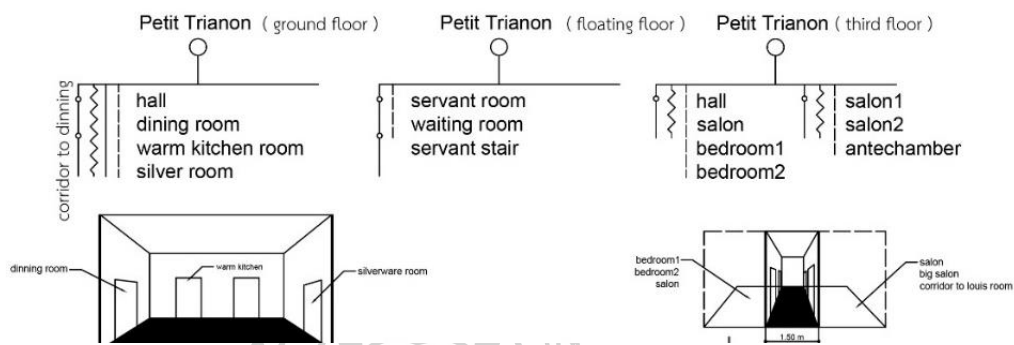 Petit Trianon ( ground floor )
Petit Trianon ( floating floor )
Petit Trianon ( third floor )
corridor to dinning
hall
dining room
warm kitchen room
silver room
servant room
waiting room
servant stair
hall
salon
bedroom1
bedroom2
salon1
salon2
antechamber
dinning room
warm kitchen
silverware room
bedroom1
bedroom2
salon
salon
big salon
corridor to louis room
1.50 m